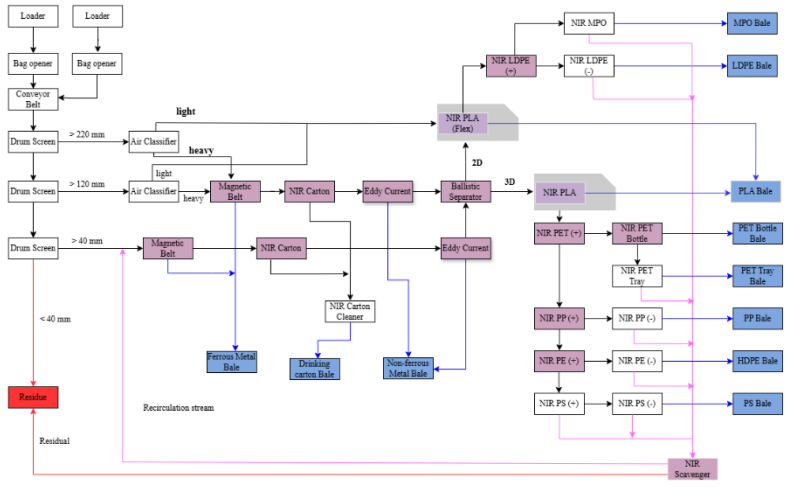 Loader
Loader
NIR MPO
MPO Bale
Bag opener
Bag opener
NIR LDPE
(+)
NIR LDPE
(-)
LDPE Bale
Conveyor
Belt
light
NIR PLA
(Flex)
Drum Screen
> 220 mm
Air Classifier
heavy
2D
light
3D
Drum Screen
> 120 mm
Air Classifier
heavy
Magnetic
Belt
NIR Carton
Eddy Current
Ballistic
Separator
NIR PLA
PLA Bale
NIR PET (+)
NIR PET
Bottle
PET Bottle
Bale
Drum Screen
> 40 mm
Magnetic
Belt
NIR Carton
Eddy Current
NIR PET
Tray
PET Tray
Bale
NIR Carton
Cleaner
< 40 mm
NIR PP (+)
NIR PP (-)
PP Bale
Ferrous Metal
Bale
Drinking
carton Bale
Non-ferrous
Metal Bale
NIR PE (+)
NIR PE (-)
HDPE Bale
Residue
Recirculation stream
NIR PS (+)
NIR PS (-)
PS Bale
Residual
NIR
Scavenger